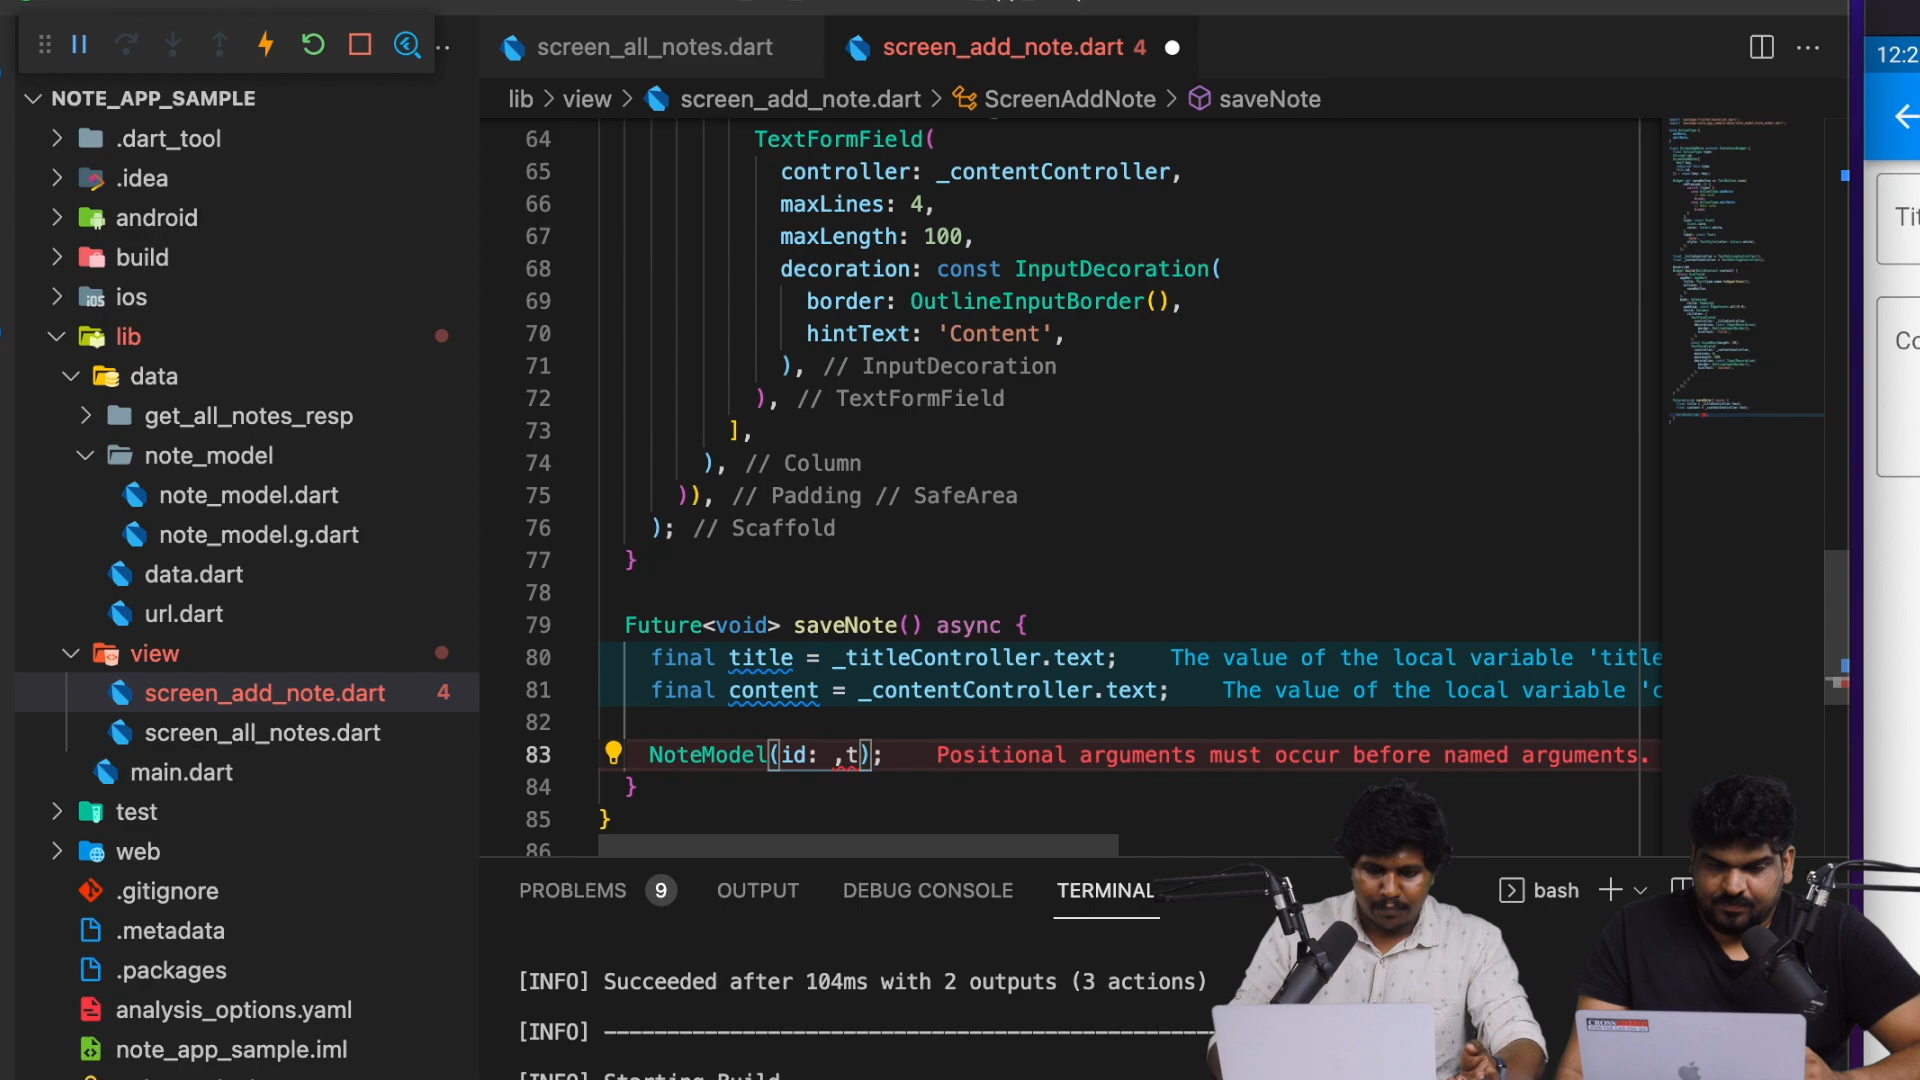 screen_all_notes.dart
screen_add_note.dart 4
12:2
NOTE_APP_SAMPLE
lib > view > screen_add_note.dart > ScreenAddNote > saveNote
.dart_tool
.idea
android
build
ios
lib
data
get_all_notes_resp
note_model
note_model.dart
note_model.g.dart
data.dart
url.dart
view
screen_add_note.dart 4
screen_all_notes.dart
main.dart
test
web
.gitignore
.metadata
.packages
analysis_options.yaml
note_app_sample.iml
64 TextFormField(
65 controller: _contentController,
66 maxLines: 4,
67 maxLength: 100,
68 decoration: const InputDecoration(
69 border: OutlineInputBorder(),
70 hintText: 'Content',
71 ), // InputDecoration
72 ), // TextFormField
73 ],
74 ), // Column
75 )), // Padding // SafeArea
76 ); // Scaffold
77 }
78
79 Future<void> saveNote() async {
80 final title = _titleController.text; The value of the local variable 'title
81 final content = _contentController.text; The value of the local variable 'c
82
83 NoteModel(id: ,t); Positional arguments must occur before named arguments.
84 }
85 }
86
Tit
Co
PROBLEMS 9 OUTPUT DEBUG CONSOLE TERMINAL bash
[INFO] Succeeded after 104ms with 2 outputs (3 actions)
[INFO] ------------------------------------------------
[INFO] Starting Build